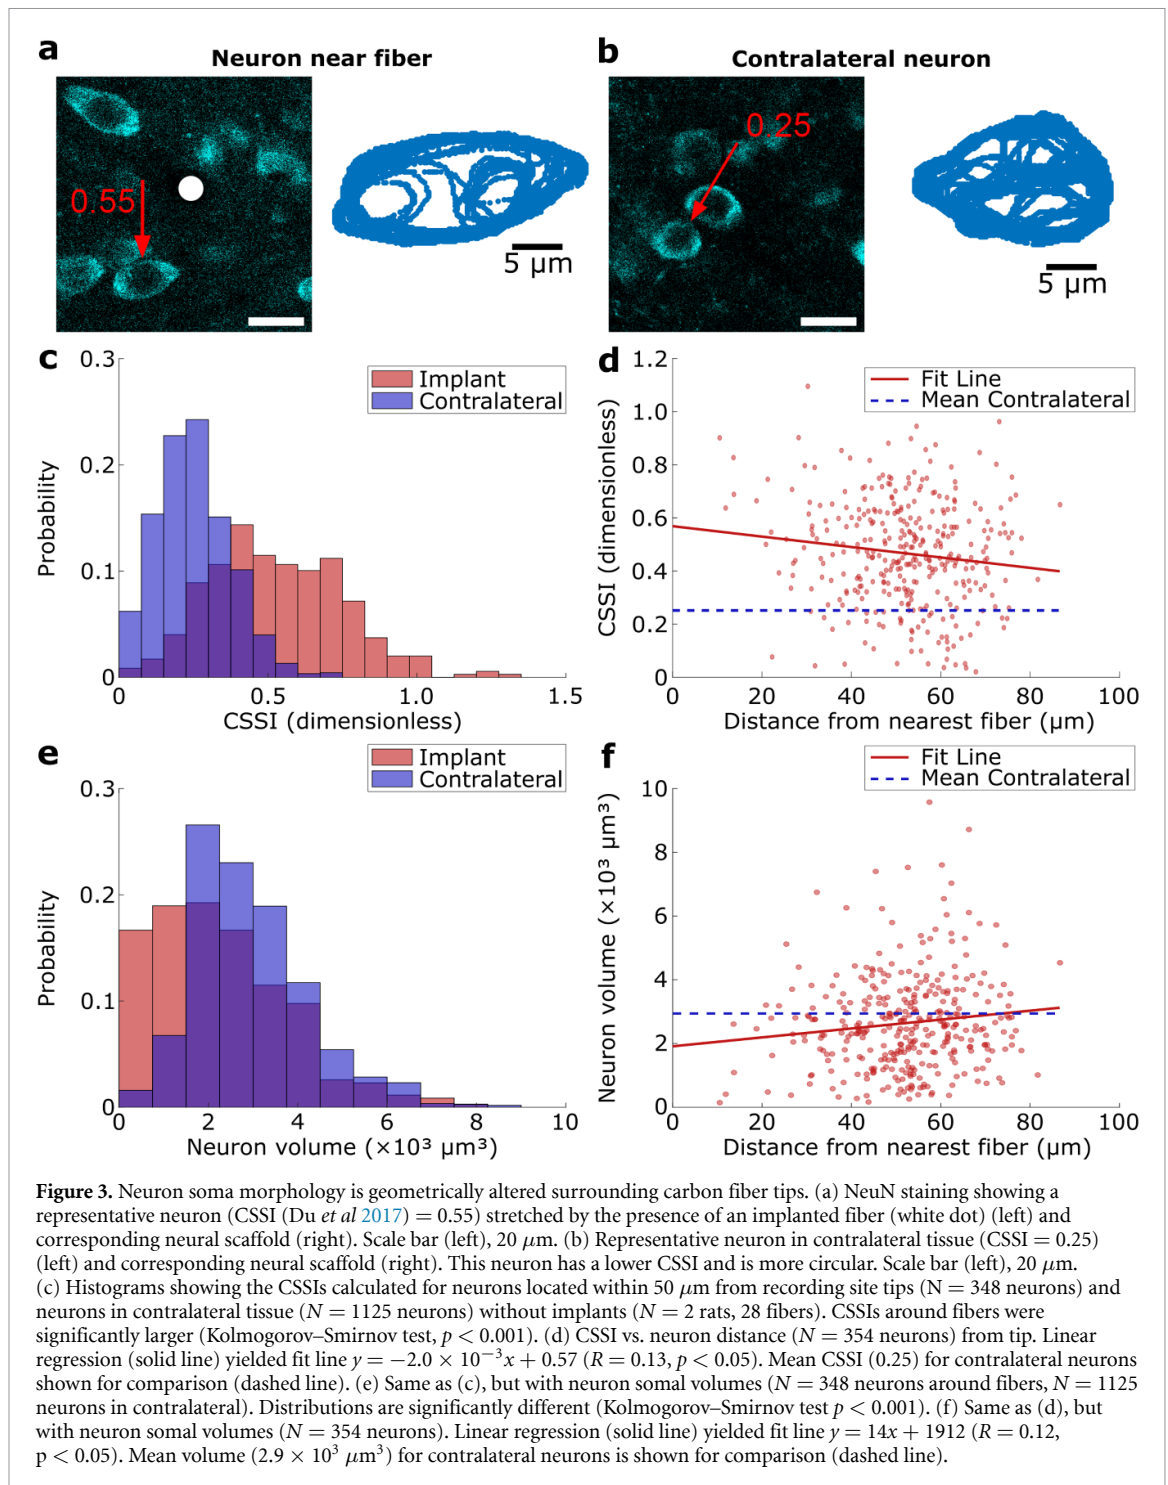 a
Neuron near fiber
0.55
5 µm
b
Contralateral neuron
0.25
5 µm
c
0.3
0.2
0.1
0
Probability
Implant
Contralateral
0
0.5
1.0
1.5
CSSI (dimensionless)
d
1.2
1.0
0.8
0.6
0.4
0.2
0
CSSI (dimensionless)
Fit Line
Mean Contralateral
0
20
40
60
80
100
Distance from nearest fiber (µm)
e
0.3
0.2
0.1
0
Probability
Implant
Contralateral
0
2
4
6
8
10
Neuron volume (×10³ µm³)
f
10
8
6
4
2
0
Neuron volume (×10³ µm³)
Fit Line
Mean Contralateral
0
20
40
60
80
100
Distance from nearest fiber (µm)
Figure 3. Neuron soma morphology is geometrically altered surrounding carbon fiber tips. (a) NeuN staining showing a
representative neuron (CSSI (Du et al 2017) = 0.55) stretched by the presence of an implanted fiber (white dot) (left) and
corresponding neural scaffold (right). Scale bar (left), 20 µm. (b) Representative neuron in contralateral tissue (CSSI = 0.25)
(left) and corresponding neural scaffold (right). This neuron has a lower CSSI and is more circular. Scale bar (left), 20 µm.
(c) Histograms showing the CSSIs calculated for neurons located within 50 µm from recording site tips (N = 348 neurons) and
neurons in contralateral tissue (N = 1125 neurons) without implants (N = 2 rats, 28 fibers). CSSIs around fibers were
significantly larger (Kolmogorov–Smirnov test, p < 0.001). (d) CSSI vs. neuron distance (N = 354 neurons) from tip. Linear
regression (solid line) yielded fit line y = −2.0 × 10⁻³x + 0.57 (R = 0.13, p < 0.05). Mean CSSI (0.25) for contralateral neurons
shown for comparison (dashed line). (e) Same as (c), but with neuron somal volumes (N = 348 neurons around fibers, N = 1125
neurons in contralateral). Distributions are significantly different (Kolmogorov–Smirnov test p < 0.001). (f) Same as (d), but
with neuron somal volumes (N = 354 neurons). Linear regression (solid line) yielded fit line y = 14x + 1912 (R = 0.12,
p < 0.05). Mean volume (2.9 × 10³ µm³) for contralateral neurons is shown for comparison (dashed line).